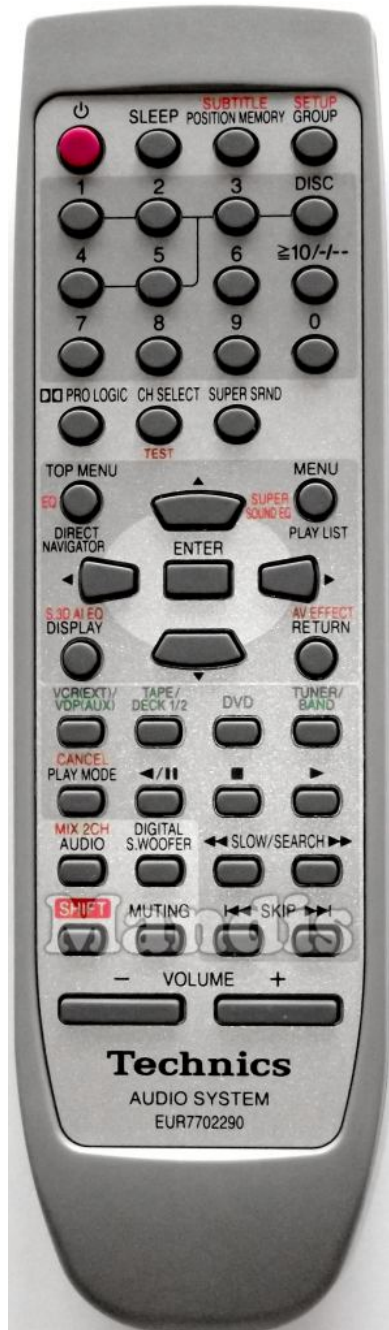 ⏻ SLEEP SUBTITLE SETUP
POSITION MEMORY GROUP
1 2 3 DISC
4 5 6 ≧10/-/--
7 8 9 0
PRO LOGIC CH SELECT SUPER SRND
TEST
TOP MENU MENU
EQ SUPER
SOUND EQ
DIRECT
NAVIGATOR
PLAY LIST
ENTER
S.3D AI EQ AV EFFECT
DISPLAY RETURN
VCR(EXT)/ TAPE/ DVD TUNER/
VDP(AUX) DECK 1/2 BAND
CANCEL
PLAY MODE ◀/❚❚ ■ ▶
MIX 2CH DIGITAL
AUDIO S.WOOFER ◀◀ SLOW/SEARCH ▶▶
SHIFT MUTING |◀◀ SKIP ▶▶|
Mandis
− VOLUME +
Technics
AUDIO SYSTEM
EUR7702290